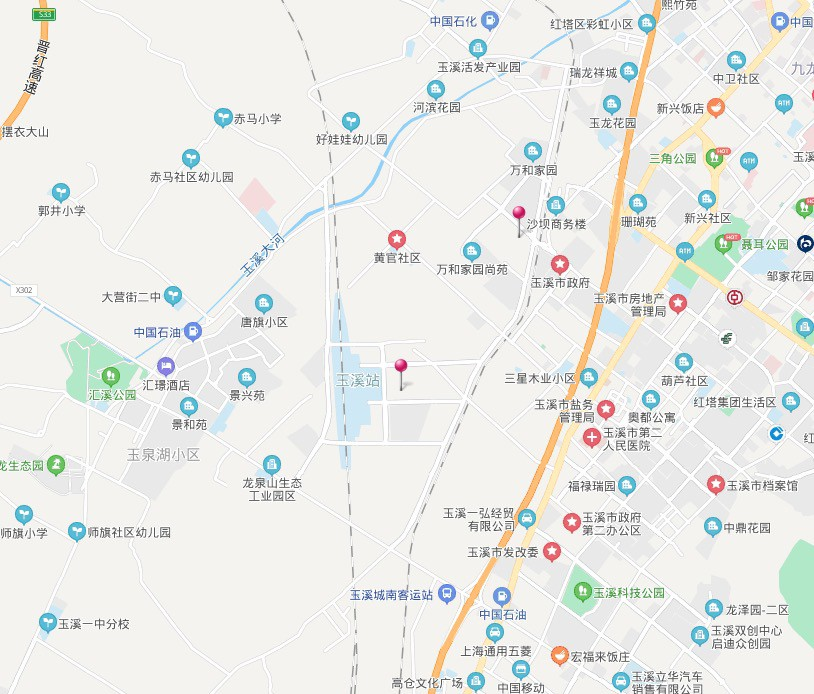 熙竹苑
S33
中国石化
红塔区彩虹小区
中国
玉溪活发产业园
晋红高速
瑞龙祥城
中卫社区
九龙
河滨花园
玉龙花园
新兴饭店
ATM
赤马小学
好娃娃幼儿园
摆衣大山
三角公园
HOT
ATM
玉溪
赤马社区幼儿园
万和家园
郭井小学
珊瑚苑
新兴社区
HOT
沙坝商务楼
玉溪大河
黄官社区
ATM
HOT
聂耳公园
万和家园尚苑
玉溪市政府
邹家花园
X302
大营街二中
玉溪市房地产
管理局
唐旗小区
中国石油
玉溪站
汇璟酒店
景兴苑
三星木业小区
葫芦社区
汇溪公园
景和苑
玉溪市盐务
管理局
奥都公寓
红塔集团生活区
玉溪市第二
人民医院
红
玉泉湖小区
龙生态园
龙泉山生态
工业园区
福禄瑞园
玉溪市档案馆
师旗小学
师旗社区幼儿园
玉溪一弘经贸
有限公司
玉溪市政府
第二办公区
中鼎花园
玉溪市发改委
玉溪城南客运站
中国石油
玉溪科技公园
龙泽园-二区
玉溪一中分校
玉溪双创中心
启迪众创园
上海通用五菱
宏福来饭庄
高仓文化广场
中国移动
玉溪立华汽车
销售有限公司